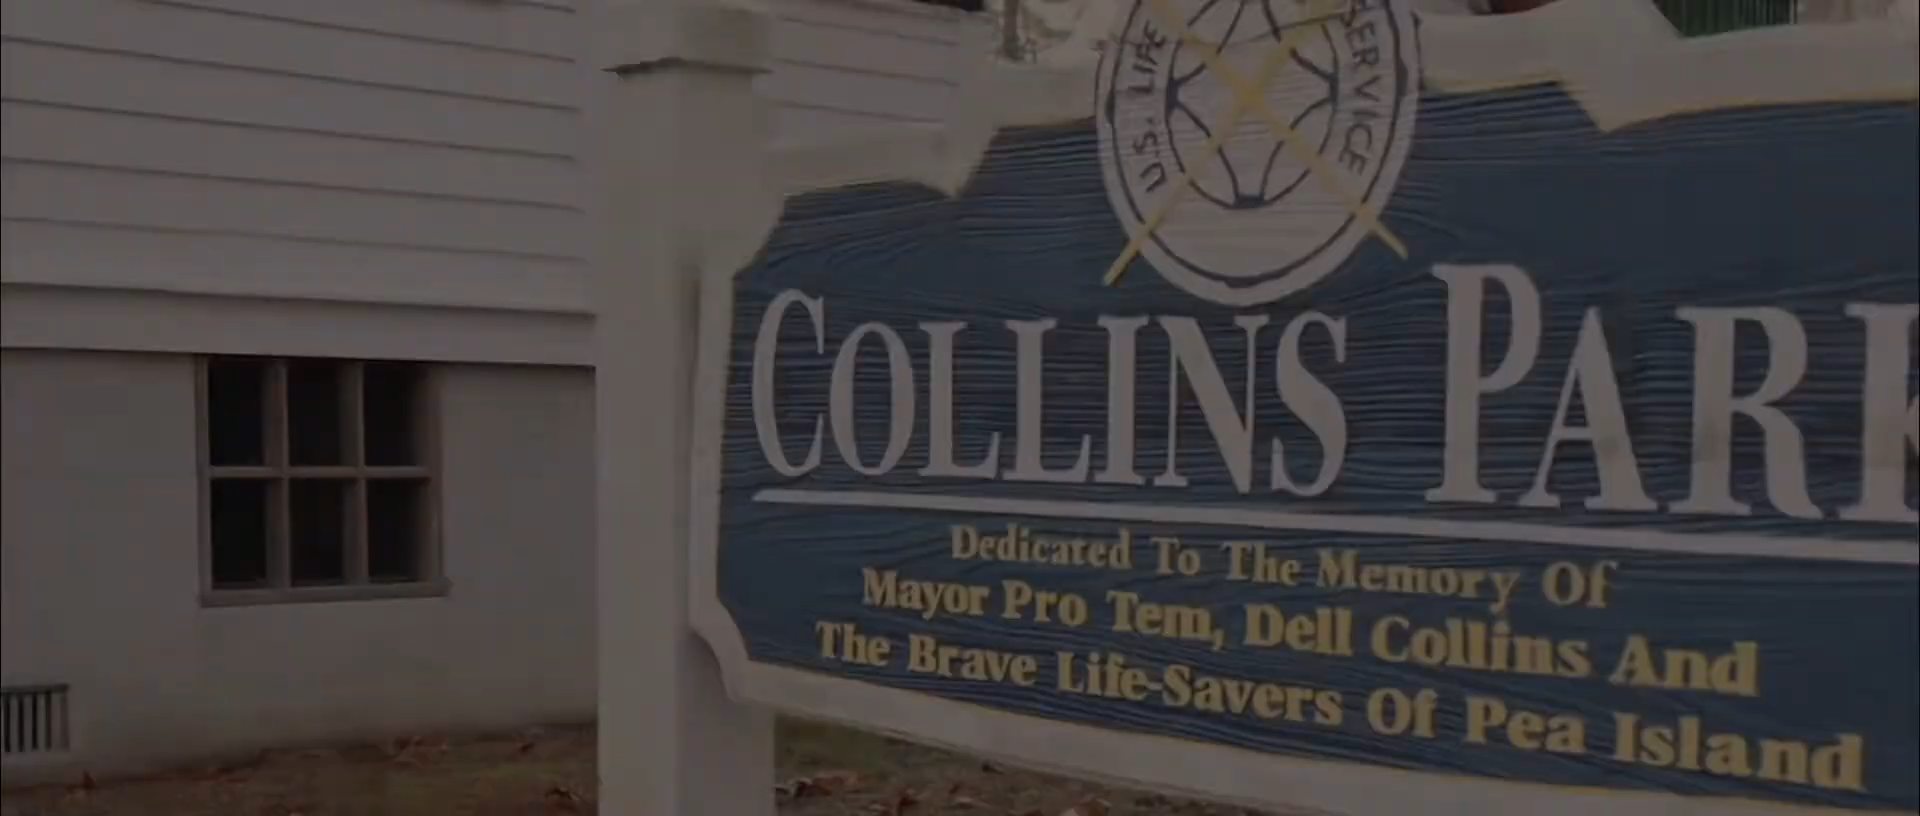 U.S. LIFE SERVICE
COLLINS PARK
Dedicated To The Memory Of
Mayor Pro Tem, Dell Collins And
The Brave Life-Savers Of Pea Island